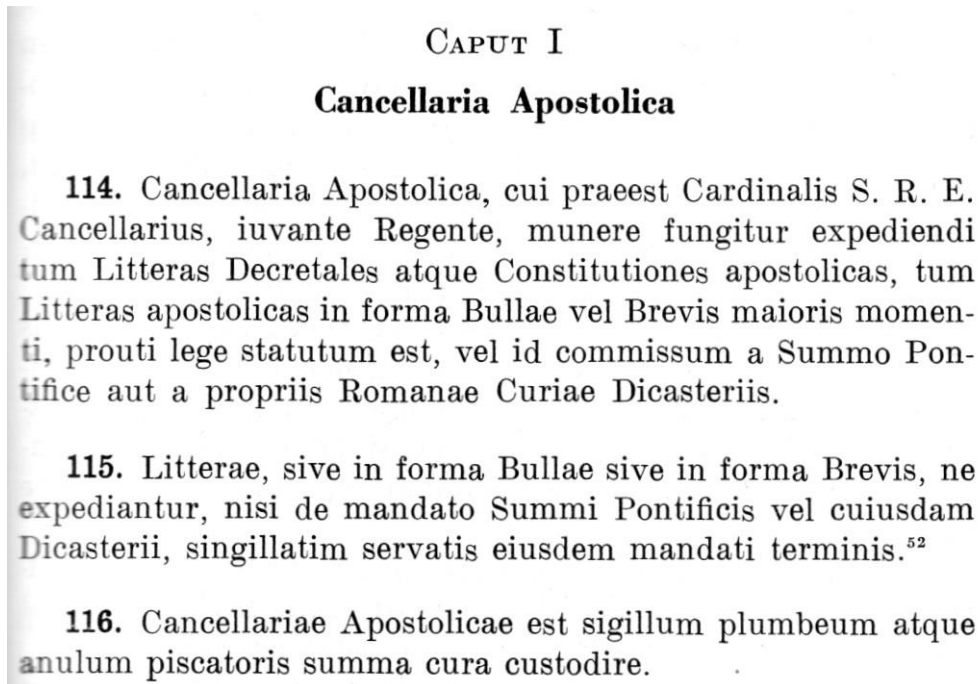 CAPUT I
Cancellaria Apostolica
114. Cancellaria Apostolica, cui praeest Cardinalis S. R. E.
Cancellarius, iuvante Regente, munere fungitur expediendi
tum Litteras Decretales atque Constitutiones apostolicas, tum
Litteras apostolicas in forma Bullae vel Brevis maioris momen-
ti, prouti lege statutum est, vel id commissum a Summo Pon-
tifice aut a propriis Romanae Curiae Dicasteriis.
115. Litterae, sive in forma Bullae sive in forma Brevis, ne
expediantur, nisi de mandato Summi Pontificis vel cuiusdam
Dicasterii, singillatim servatis eiusdem mandati terminis.⁵²
116. Cancellariae Apostolicae est sigillum plumbeum atque
anulum piscatoris summa cura custodire.